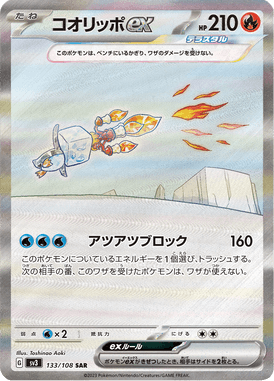 たね コオリッポex HP210
テラスタル
このポケモンは、ベンチにいるかぎり、ワザのダメージを受けない。
アツアツブロック 160
このポケモンについているエネルギーを1個選び、トラッシュする。
次の相手の番、このワザを受けたポケモンは、ワザが使えない。
弱点 ×2 抵抗力 にげる
Illus. Toshinao Aoki
G sv3 133/108 SAR
exルール
ポケモンexがきぜつしたとき、相手はサイドを2枚とる。
©2023 Pokémon/Nintendo/Creatures/GAME FREAK.